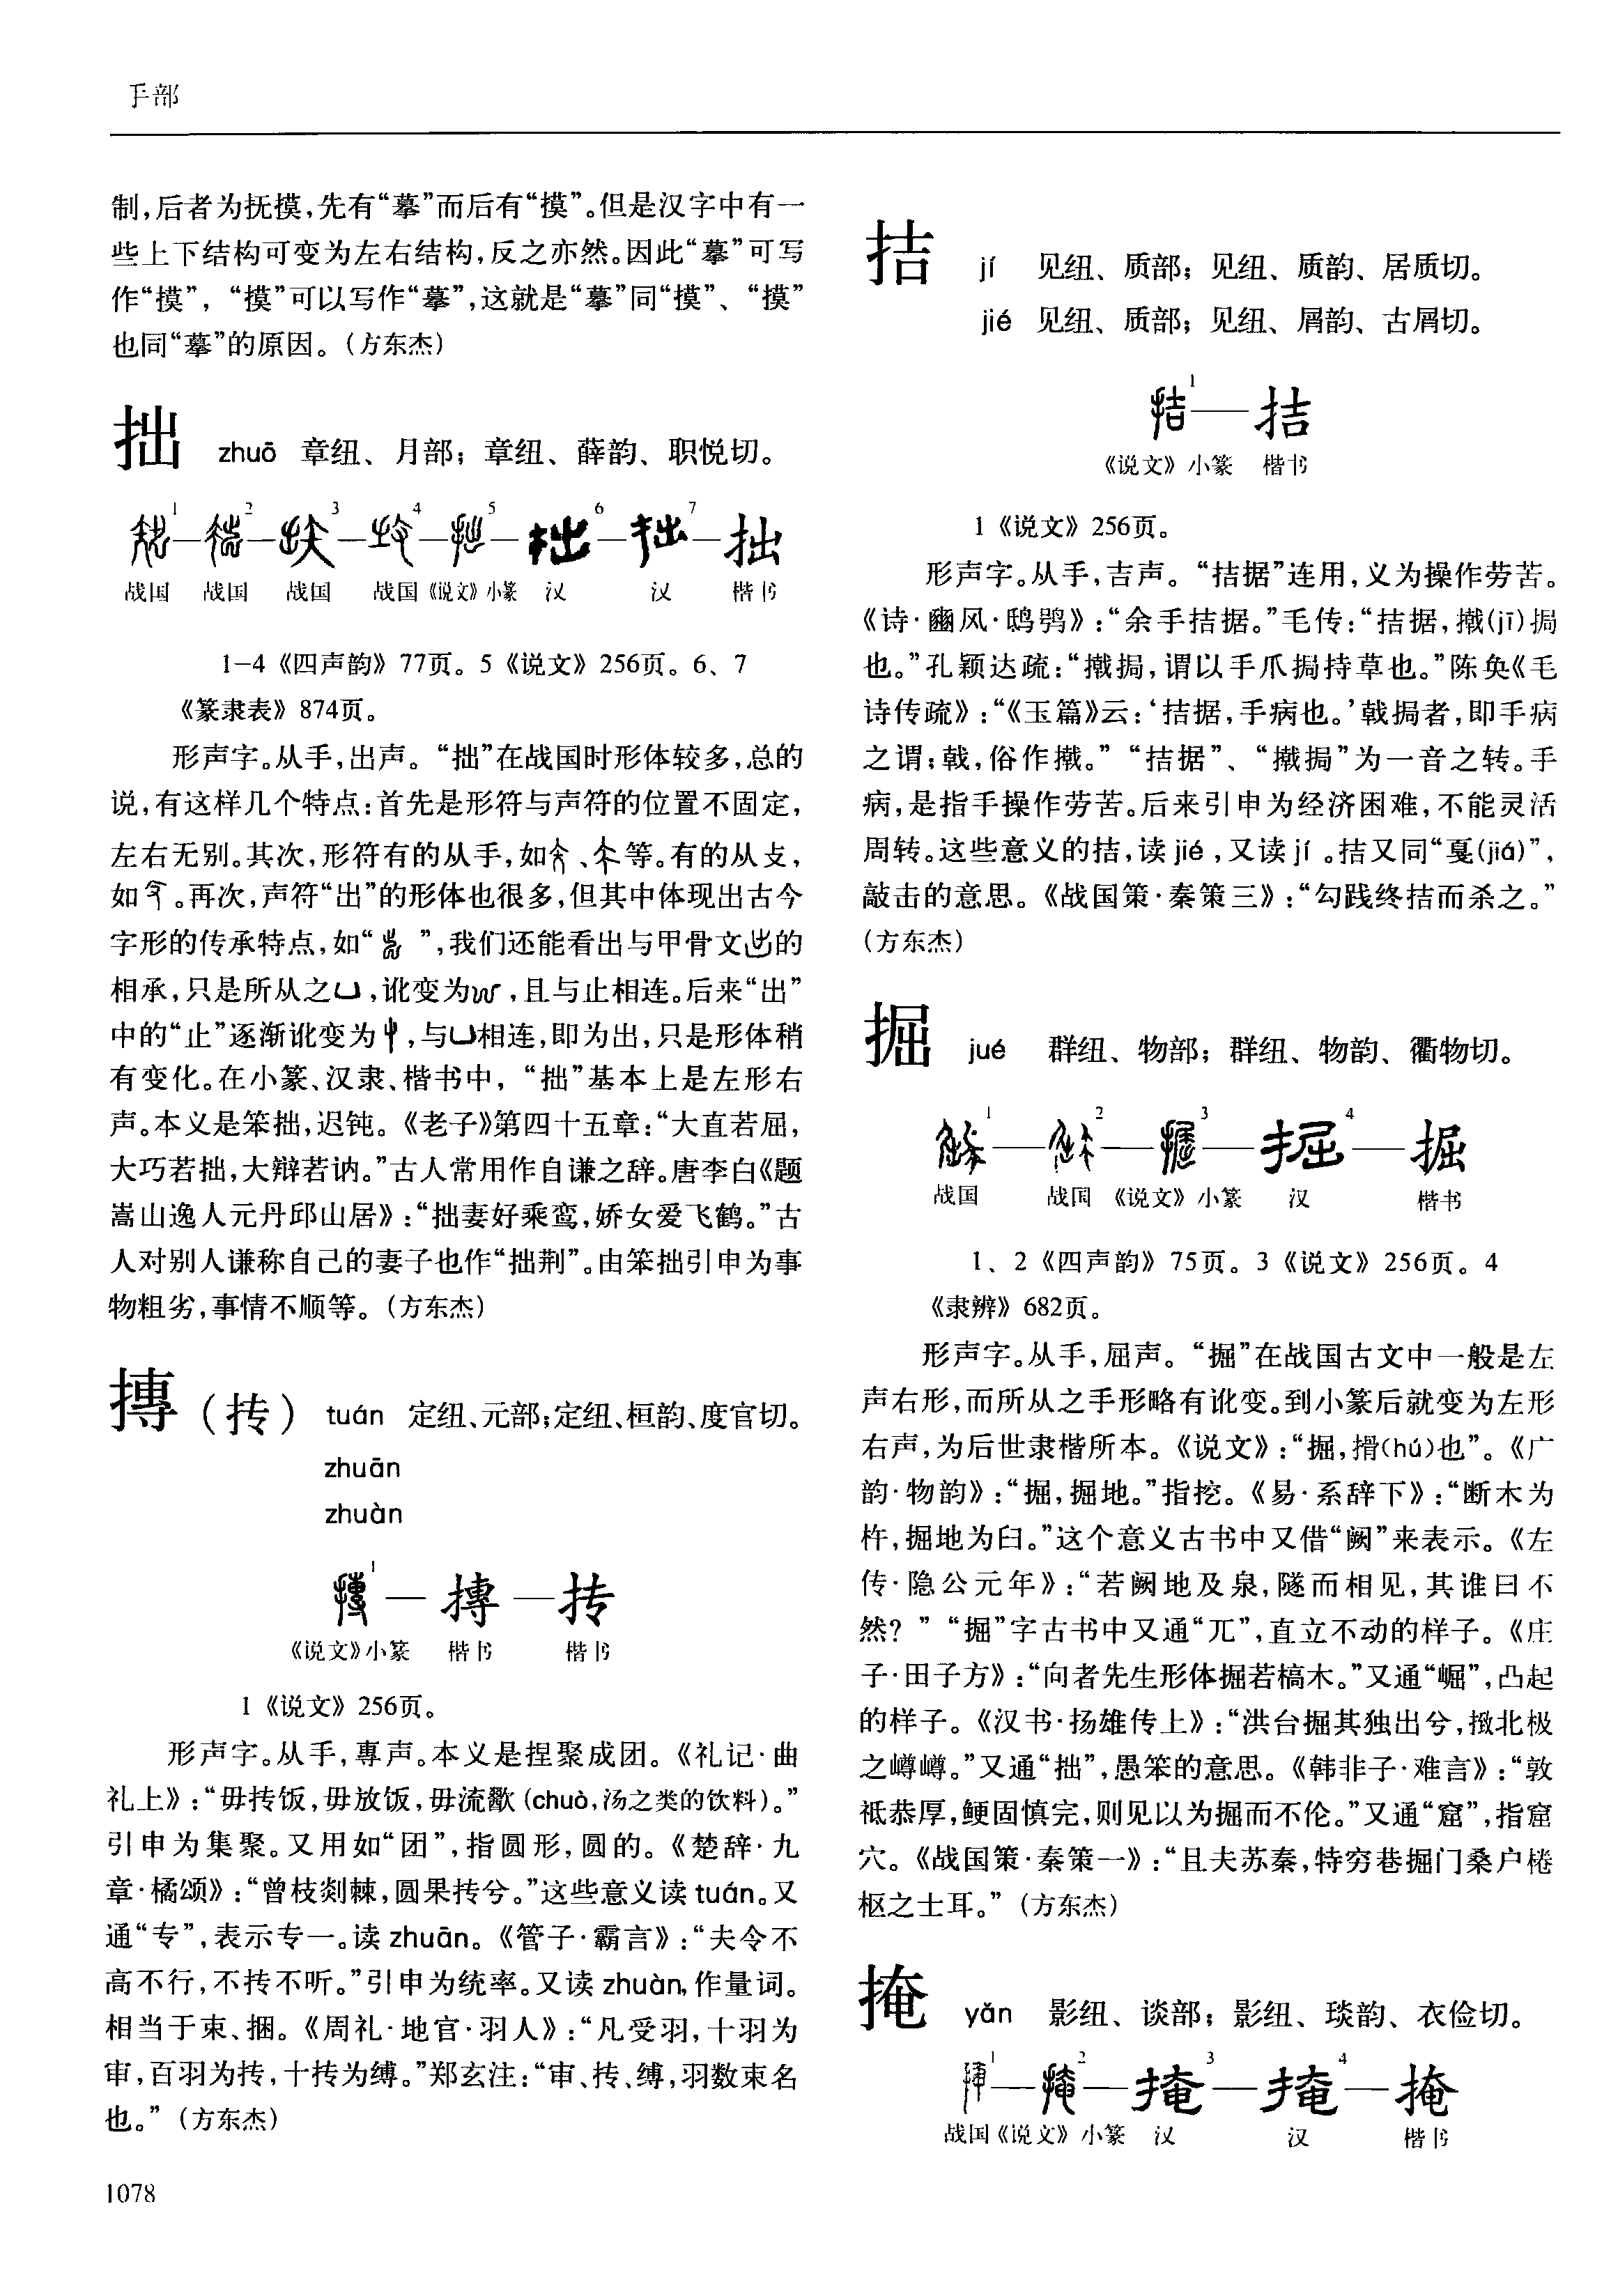 手部
制,后者为抚摸,先有“摹”而后有“摸”。但是汉字中有一
些上下结构可变为左右结构,反之亦然。因此“摹”可写
作“摸”,“摸”可以写作“摹”,这就是“摹”同“摸”、“摸”
也同“摹”的原因。(方东杰)
拙 zhuō 章纽、月部;章纽、薛韵、职悦切。
1 2 3 4 5 6 7 拙
战国 战国 战国 战国《说文》小篆 汉 汉 楷书
1-4《四声韵》77页。5《说文》256页。6、7
《篆隶表》874页。
形声字。从手,出声。“拙”在战国时形体较多,总的
说,有这样几个特点:首先是形符与声符的位置不固定,
左右无别。其次,形符有的从手,如、等。有的从攴,
如。再次,声符“出”的形体也很多,但其中体现出古今
字形的传承特点,如“ ”,我们还能看出与甲骨文的
相承,只是所从之凵,讹变为,且与止相连。后来“出”
中的“止”逐渐讹变为屮,与凵相连,即为出,只是形体稍
有变化。在小篆、汉隶、楷书中,“拙”基本上是左形右
声。本义是笨拙,迟钝。《老子》第四十五章:“大直若屈,
大巧若拙,大辩若讷。”古人常用作自谦之辞。唐李白《题
嵩山逸人元丹邱山居》:“拙妻好乘鸾,娇女爱飞鹤。”古
人对别人谦称自己的妻子也作“拙荆”。由笨拙引申为事
物粗劣,事情不顺等。(方东杰)
摶(抟) tuán 定纽、元部;定纽、桓韵、度官切。
zhuān
zhuàn
1 — 摶 — 抟
《说文》小篆 楷书 楷书
1《说文》256页。
形声字。从手,專声。本义是捏聚成团。《礼记·曲
礼上》:“毋抟饭,毋放饭,毋流歠(chuò,汤之类的饮料)。”
引申为集聚。又用如“团”,指圆形,圆的。《楚辞·九
章·橘颂》:“曾枝剡棘,圆果抟兮。”这些意义读tuán。又
通“专”,表示专一。读zhuān。《管子·霸言》:“夫令不
高不行,不抟不听。”引申为统率。又读zhuàn,作量词。
相当于束、捆。《周礼·地官·羽人》:“凡受羽,十羽为
审,百羽为抟,十抟为缚。”郑玄注:“审、抟、缚,羽数束名
也。”(方东杰)
1078
拮 jí 见纽、质部;见纽、质韵、居质切。
jié 见纽、质部;见纽、屑韵、古屑切。
1 — 拮
《说文》小篆 楷书
1《说文》256页。
形声字。从手,吉声。“拮据”连用,义为操作劳苦。
《诗·豳风·鸱鸮》:“余手拮据。”毛传:“拮据,撠(jǐ)挶
也。”孔颖达疏:“撠挶,谓以手爪挶持草也。”陈奂《毛
诗传疏》:“《玉篇》云:‘拮据,手病也。’戟挶者,即手病
之谓;戟,俗作撠。”“拮据”、“撠挶”为一音之转。手
病,是指手操作劳苦。后来引申为经济困难,不能灵活
周转。这些意义的拮,读jié,又读jí。拮又同“戛(jiá)”,
敲击的意思。《战国策·秦策三》:“勾践终拮而杀之。”
(方东杰)
掘 jué 群纽、物部;群纽、物韵、衢物切。
1 — 2 — 3 — 掘 4 — 掘
战国 战国 《说文》小篆 汉 楷书
1、2《四声韵》75页。3《说文》256页。4
《隶辨》682页。
形声字。从手,屈声。“掘”在战国古文中一般是左
声右形,而所从之手形略有讹变。到小篆后就变为左形
右声,为后世隶楷所本。《说文》:“掘,搰(hú)也”。《广
韵·物韵》:“掘,掘地。”指挖。《易·系辞下》:“断木为
杵,掘地为臼。”这个意义古书中又借“阙”来表示。《左
传·隐公元年》:“若阙地及泉,隧而相见,其谁曰不
然?”“掘”字古书中又通“兀”,直立不动的样子。《庄
子·田子方》:“向者先生形体掘若槁木。”又通“崛”,凸起
的样子。《汉书·扬雄传上》:“洪台掘其独出兮,㨖北极
之嶟嶟。”又通“拙”,愚笨的意思。《韩非子·难言》:“敦
祗恭厚,鲠固慎完,则见以为掘而不伦。”又通“窟”,指窟
穴。《战国策·秦策一》:“且夫苏秦,特穷巷掘门桑户棬
枢之士耳。”(方东杰)
掩 yǎn 影纽、谈部;影纽、琰韵、衣俭切。
1 — 2 — 掩 3 — 掩 4 — 掩
战国《说文》小篆 汉 汉 楷书